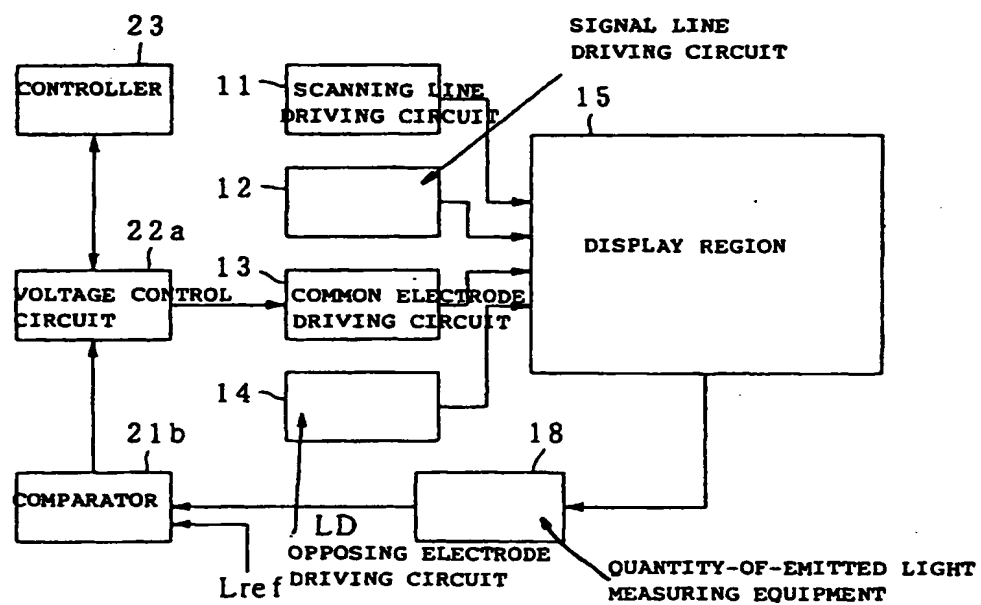 23
CONTROLLER
11
SCANNING LINE
DRIVING CIRCUIT
SIGNAL LINE
DRIVING CIRCUIT
15
12
DISPLAY REGION
22a
VOLTAGE CONTROL
CIRCUIT
13
COMMON ELECTRODE
DRIVING CIRCUIT
14
21b
COMPARATOR
18
LD
OPPOSING ELECTRODE
DRIVING CIRCUIT
Lref
QUANTITY-OF-EMITTED LIGHT
MEASURING EQUIPMENT